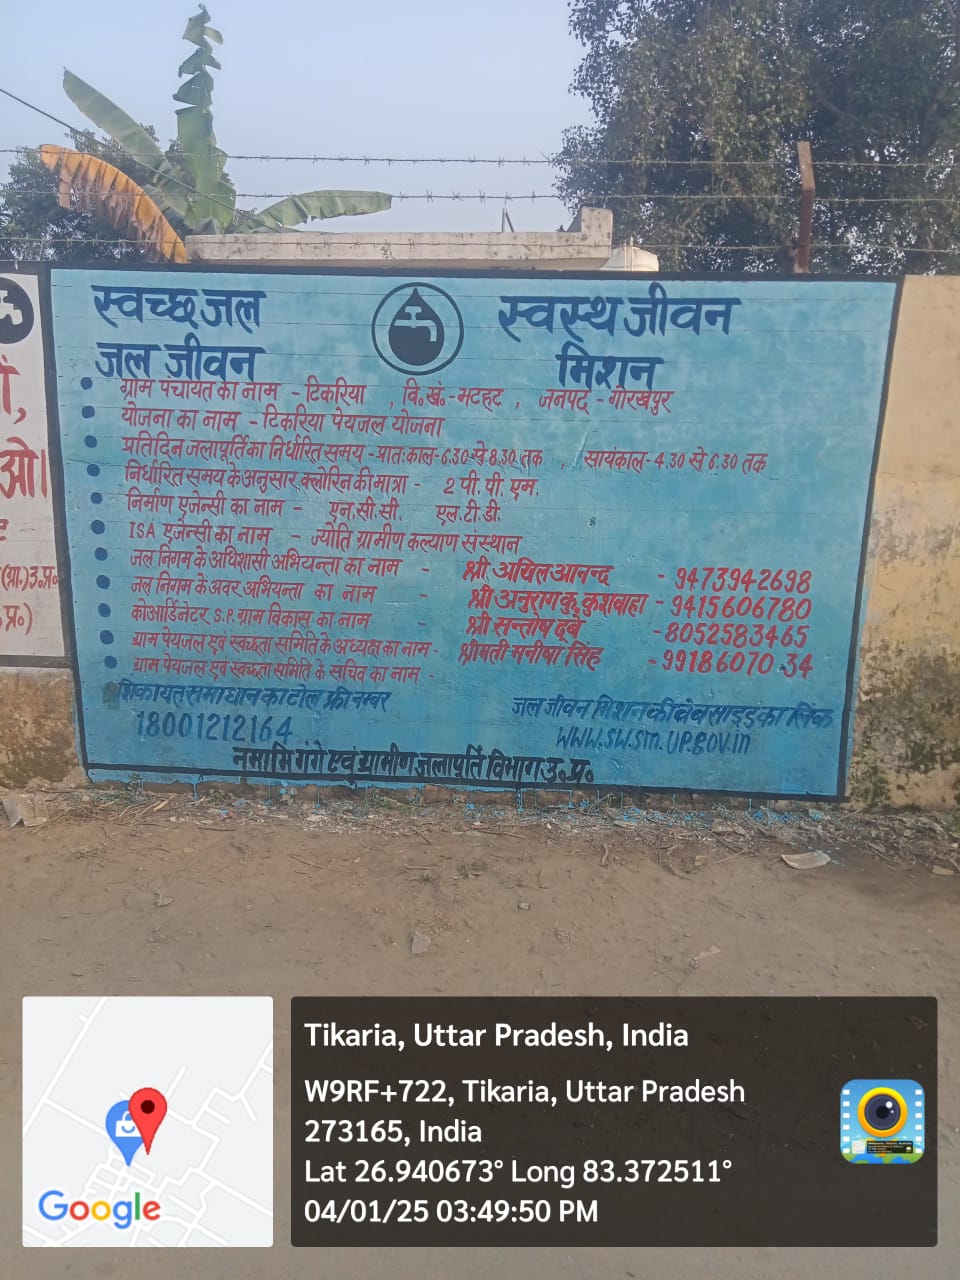 स्वच्छ जल स्वस्थ जीवन
जल जीवन मिशन
ग्राम पंचायत का नाम - टिकरिया , वि०खं०-भटहट , जनपद - गोरखपुर
योजना का नाम - टिकरिया पेयजल योजना
प्रतिदिन जलापूर्ति का निर्धारित समय - प्रातःकाल-6.30 से 8.30 तक , सायंकाल-4.30 से 6.30 तक
निर्धारित समय के अनुसार क्लोरिन की मात्रा - 2 पी. पी. एम.
निर्माण एजेन्सी का नाम - एन. सी. सी. एल. टी. डी.
ISA एजेन्सी का नाम - ज्योति ग्रामीण कल्याण संस्थान
जल निगम के अधिशासी अभियन्ता का नाम - श्री अखिल आनन्द - 9473942698
जल निगम के अवर अभियन्ता का नाम - श्री अनुराग कु. कुशवाहा - 9415606780
कोआर्डिनेटर S.P. ग्राम विकास का नाम श्री सन्तोष दूबे - 8052583465
ग्राम पेयजल एवं स्वच्छता समिति के अध्यक्ष का नाम - श्रीमती मनीषा सिंह - 9918607034
ग्राम पेयजल एवं स्वच्छता समिति के सचिव का नाम -
शिकायत समाधान का टोल फ्री नम्बर
18001212164
जल जीवन मिशन की वेबसाइड का लिंक
WWW.SWSM.UP.GOV.in
नमामि गंगे एवं ग्रामीण जलापूर्ति विभाग उ० प्र०
ओ।
(ग्रा.) उ.प्र.
प्र.)
Google
Tikaria, Uttar Pradesh, India
W9RF+722, Tikaria, Uttar Pradesh
273165, India
Lat 26.940673° Long 83.372511°
04/01/25 03:49:50 PM